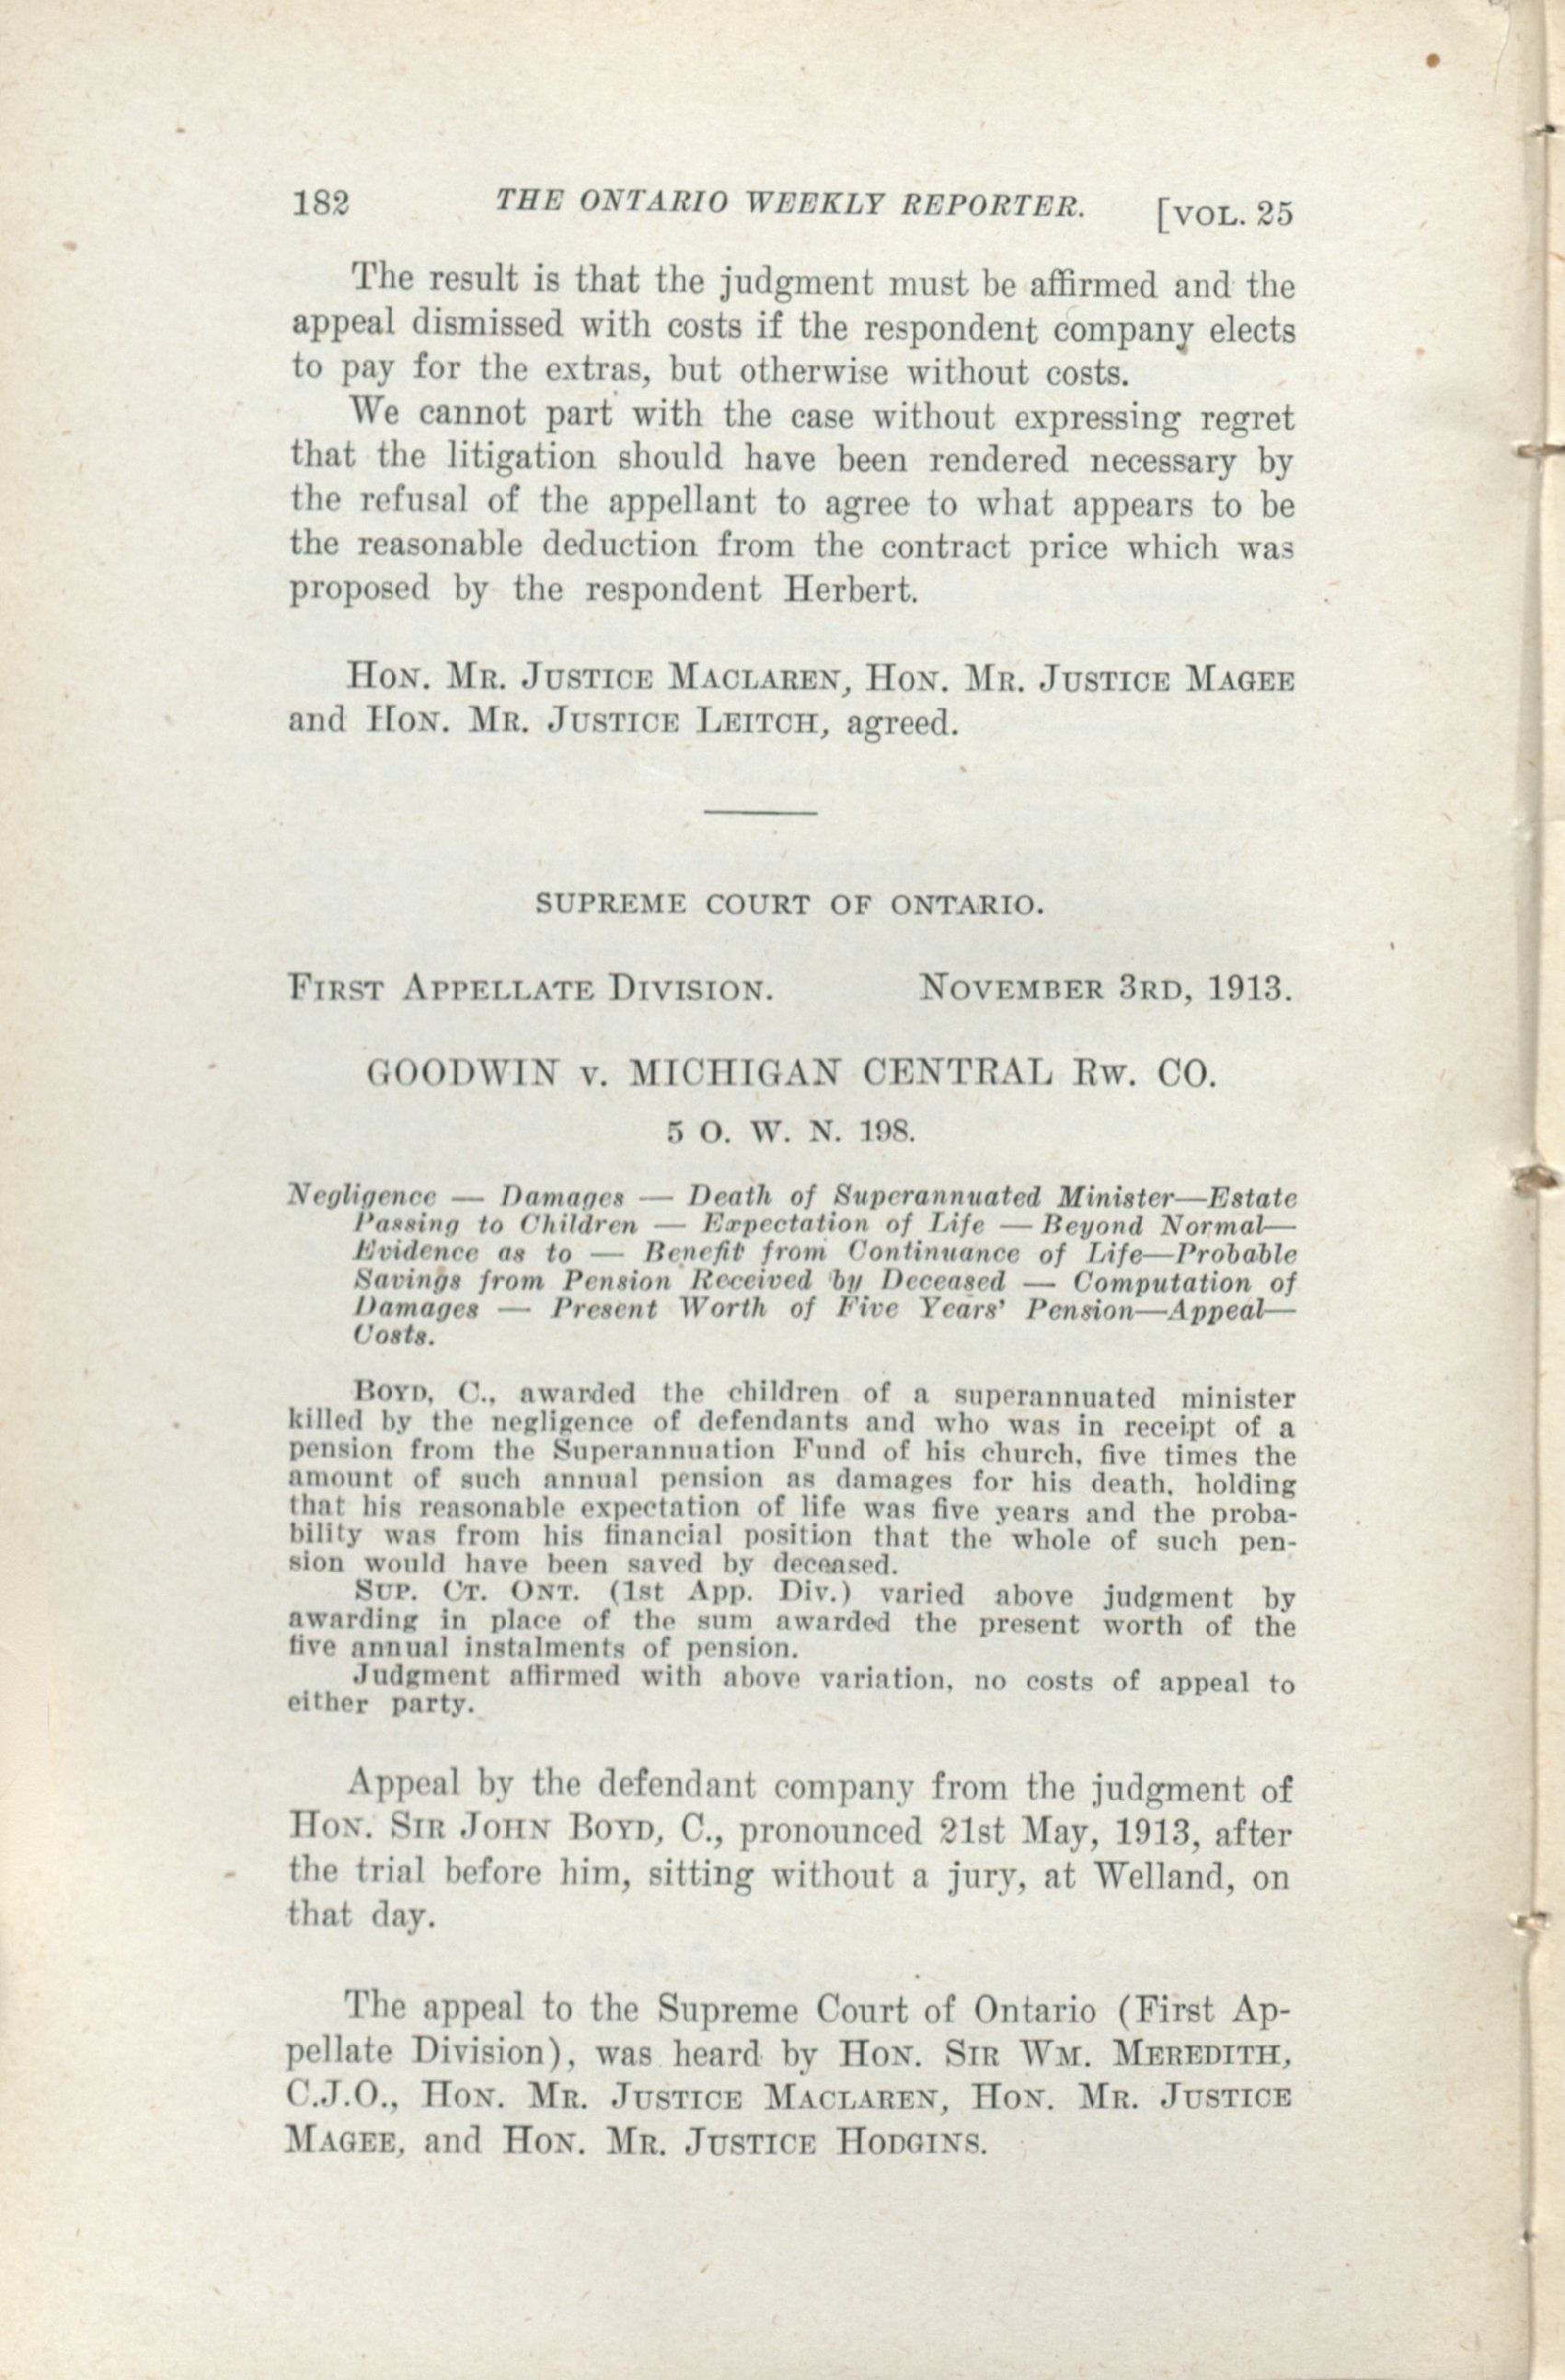 182 THE ONTARIO WEEKLY REPORTER. [VOL. 25
The result is that the judgment must be affirmed and the
appeal dismissed with costs if the respondent company elects
to pay for the extras, but otherwise without costs.
We cannot part with the case without expressing regret
that the litigation should have been rendered necessary by
the refusal of the appellant to agree to what appears to be
the reasonable deduction from the contract price which was
proposed by the respondent Herbert.
HON. MR. JUSTICE MACLAREN, HON. MR. JUSTICE MAGEE
and HON. MR. JUSTICE LEITCH, agreed.
SUPREME COURT OF ONTARIO.
FIRST APPELLATE DIVISION. NOVEMBER 3RD, 1913.
GOODWIN v. MICHIGAN CENTRAL RW. CO.
5 O. W. N. 198.
Negligence — Damages — Death of Superannuated Minister—Estate
Passing to Children — Expectation of Life — Beyond Normal—
Evidence as to — Benefit from Continuance of Life—Probable
Savings from Pension Received by Deceased — Computation of
Damages — Present Worth of Five Years' Pension—Appeal—
Costs.
BOYD, C., awarded the children of a superannuated minister
killed by the negligence of defendants and who was in receipt of a
pension from the Superannuation Fund of his church, five times the
amount of such annual pension as damages for his death, holding
that his reasonable expectation of life was five years and the proba-
bility was from his financial position that the whole of such pen-
sion would have been saved by deceased.
SUP. CT. ONT. (1st App. Div.) varied above judgment by
awarding in place of the sum awarded the present worth of the
five annual instalments of pension.
Judgment affirmed with above variation, no costs of appeal to
either party.
Appeal by the defendant company from the judgment of
HON. SIR JOHN BOYD, C., pronounced 21st May, 1913, after
the trial before him, sitting without a jury, at Welland, on
that day.
The appeal to the Supreme Court of Ontario (First Ap-
pellate Division), was heard by HON. SIR WM. MEREDITH,
C.J.O., HON. MR. JUSTICE MACLAREN, HON. MR. JUSTICE
MAGEE, and HON. MR. JUSTICE HODGINS.